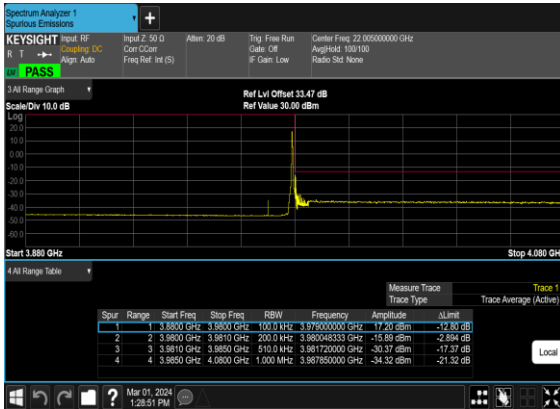 Spectrum Analyzer 1
Spurious Emissions
+
KEYSIGHT Input: RF Input Z: 50 Ω Atten: 20 dB Trig: Free Run Center Freq: 22.005000000 GHz
R T Coupling: DC Corr CCorr Gate: Off Avg|Hold: 100/100
Align: Auto Freq Ref: Int (S) IF Gain: Low Radio Std: None
LXI PASS
3 All Range Graph
Ref Lvl Offset 33.47 dB
Scale/Div 10.0 dB Ref Value 30.00 dBm
Log
20.0
10.0
0.00
-10.0
-20.0
-30.0
-40.0
-50.0
-60.0
Start 3.880 GHz Stop 4.080 GH
4 All Range Table
Measure Trace Trace 1
Trace Type Trace Average (Active)
Spur Range Start Freq Stop Freq RBW Frequency Amplitude ΔLimit
1 1 3.8800 GHz 3.9800 GHz 100.0 kHz 3.979000000 GHz 17.20 dBm -12.80 dB
2 2 3.9800 GHz 3.9810 GHz 200.0 kHz 3.980048333 GHz -15.89 dBm -2.894 dB
3 3 3.9810 GHz 3.9850 GHz 510.0 kHz 3.981720000 GHz -30.37 dBm -17.37 dB
4 4 3.9850 GHz 4.0800 GHz 1.000 MHz 3.987850000 GHz -34.32 dBm -21.32 dB
Local
? Mar 01, 2024
1:28:51 PM